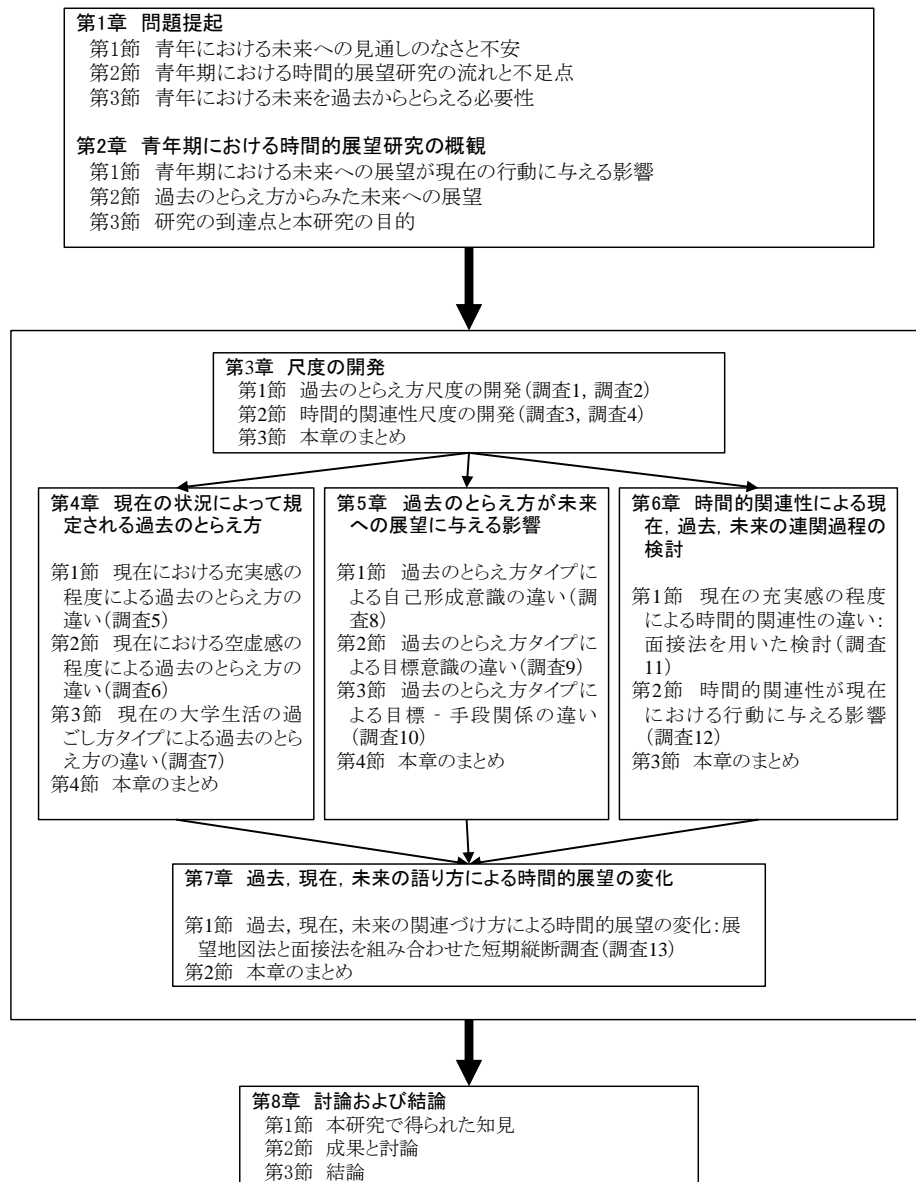 第1章 問題提起
第1節 青年における未来への見通しのなさと不安
第2節 青年期における時間的展望研究の流れと不足点
第3節 青年における未来を過去からとらえる必要性
第2章 青年期における時間的展望研究の概観
第1節 青年期における未来への展望が現在の行動に与える影響
第2節 過去のとらえ方からみた未来への展望
第3節 研究の到達点と本研究の目的
第3章 尺度の開発
第1節 過去のとらえ方尺度の開発(調査1, 調査2)
第2節 時間的関連性尺度の開発(調査3, 調査4)
第3節 本章のまとめ
第4章 現在の状況によって規
定される過去のとらえ方
第1節 現在における充実感の
程度による過去のとらえ方の
違い(調査5)
第2節 現在における空虚感の
程度による過去のとらえ方の
違い(調査6)
第3節 現在の大学生活の過
ごし方タイプによる過去のとら
え方の違い(調査7)
第4節 本章のまとめ
第5章 過去のとらえ方が未来
への展望に与える影響
第1節 過去のとらえ方タイプ
による自己形成意識の違い(調
査8)
第2節 過去のとらえ方タイプ
による目標意識の違い(調査9)
第3節 過去のとらえ方タイプに
よる目標‐手段関係の違い
(調査10)
第4節 本章のまとめ
第6章 時間的関連性による現
在, 過去, 未来の連関過程の
検討
第1節 現在の充実感の程度
による時間的関連性の違い:
面接法を用いた検討(調査
11)
第2節 時間的関連性が現在
における行動に与える影響
(調査12)
第3節 本章のまとめ
第7章 過去, 現在, 未来の語り方による時間的展望の変化
第1節 過去, 現在, 未来の関連づけ方による時間的展望の変化:展
望地図法と面接法を組み合わせた短期縦断調査(調査13)
第2節 本章のまとめ
第8章 討論および結論
第1節 本研究で得られた知見
第2節 成果と討論
第3節 結論